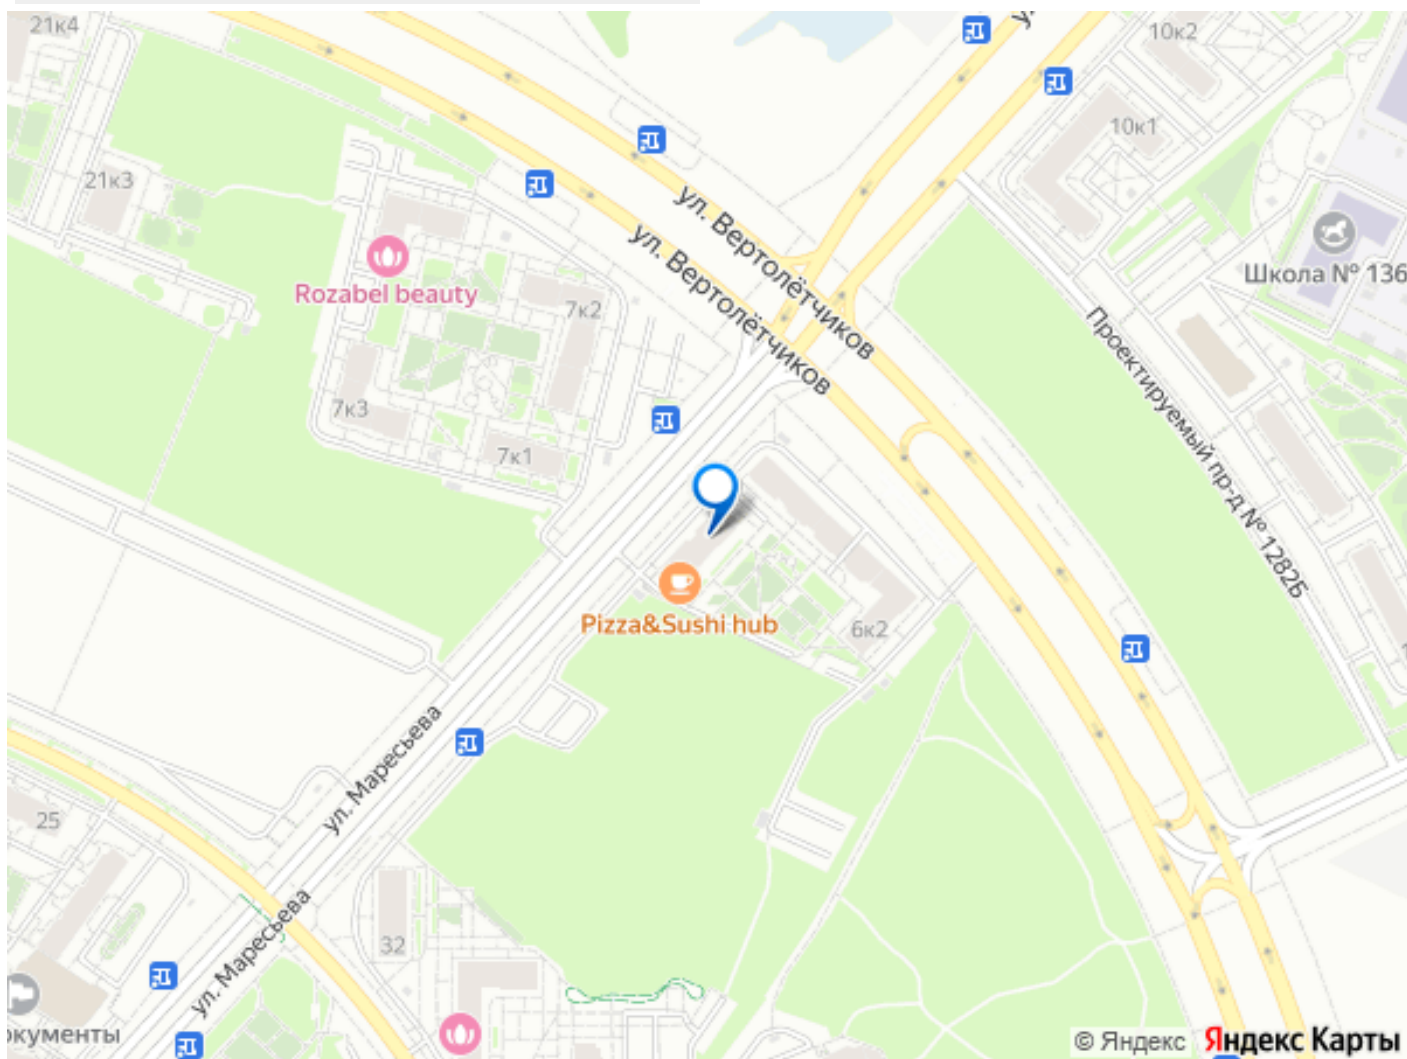 21к4
10к2
10к1
21к3
ул. Вертолётчиков
ул. Вертолётчиков
Школа № 136
Rozabel beauty
7к2
Проектируемый пр-д № 1282Б
7к3
7к1
Pizza&Sushi hub
6к2
ул. Маресьева
25
32
ул. Маресьева
окументы
© Яндекс Яндекс Карты